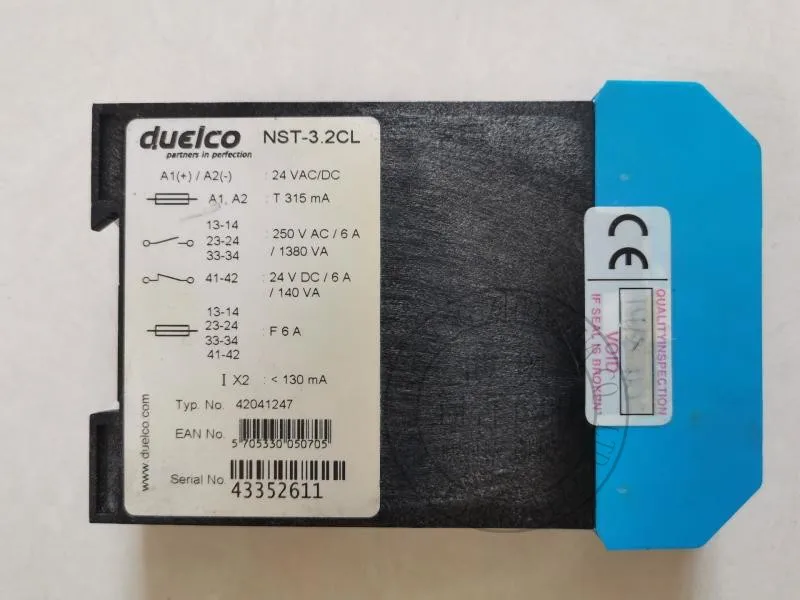 duelco NST-3.2CL
partners in perfection
A1(+) / A2(-) : 24 VAC/DC
A1, A2 : T 315 mA
13-14
23-24 : 250 V AC / 6 A
33-34 / 1380 VA
41-42 : 24 V DC / 6 A
/ 140 VA
13-14
23-24
33-34 : F 6 A
41-42
I X2 : < 130 mA
Typ. No. 42041247
EAN No.
5 705330 050705
Serial No.
43352611
www.duelco.com
CE
QUALITYINSPECTION
VOID
IF SEAL IS BROKEN